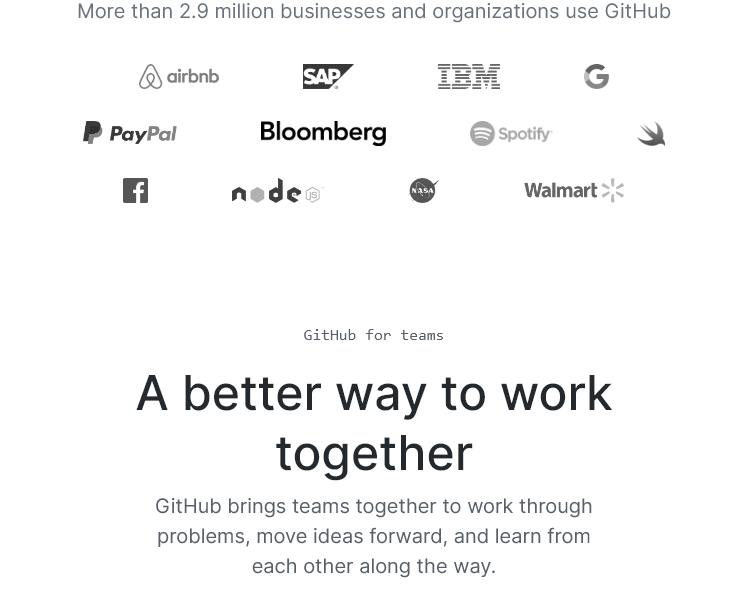 More than 2.9 million businesses and organizations use GitHub
airbnb SAP IBM G
PayPal Bloomberg Spotify
f node JS NASA Walmart
GitHub for teams
A better way to work
together
GitHub brings teams together to work through
problems, move ideas forward, and learn from
each other along the way.